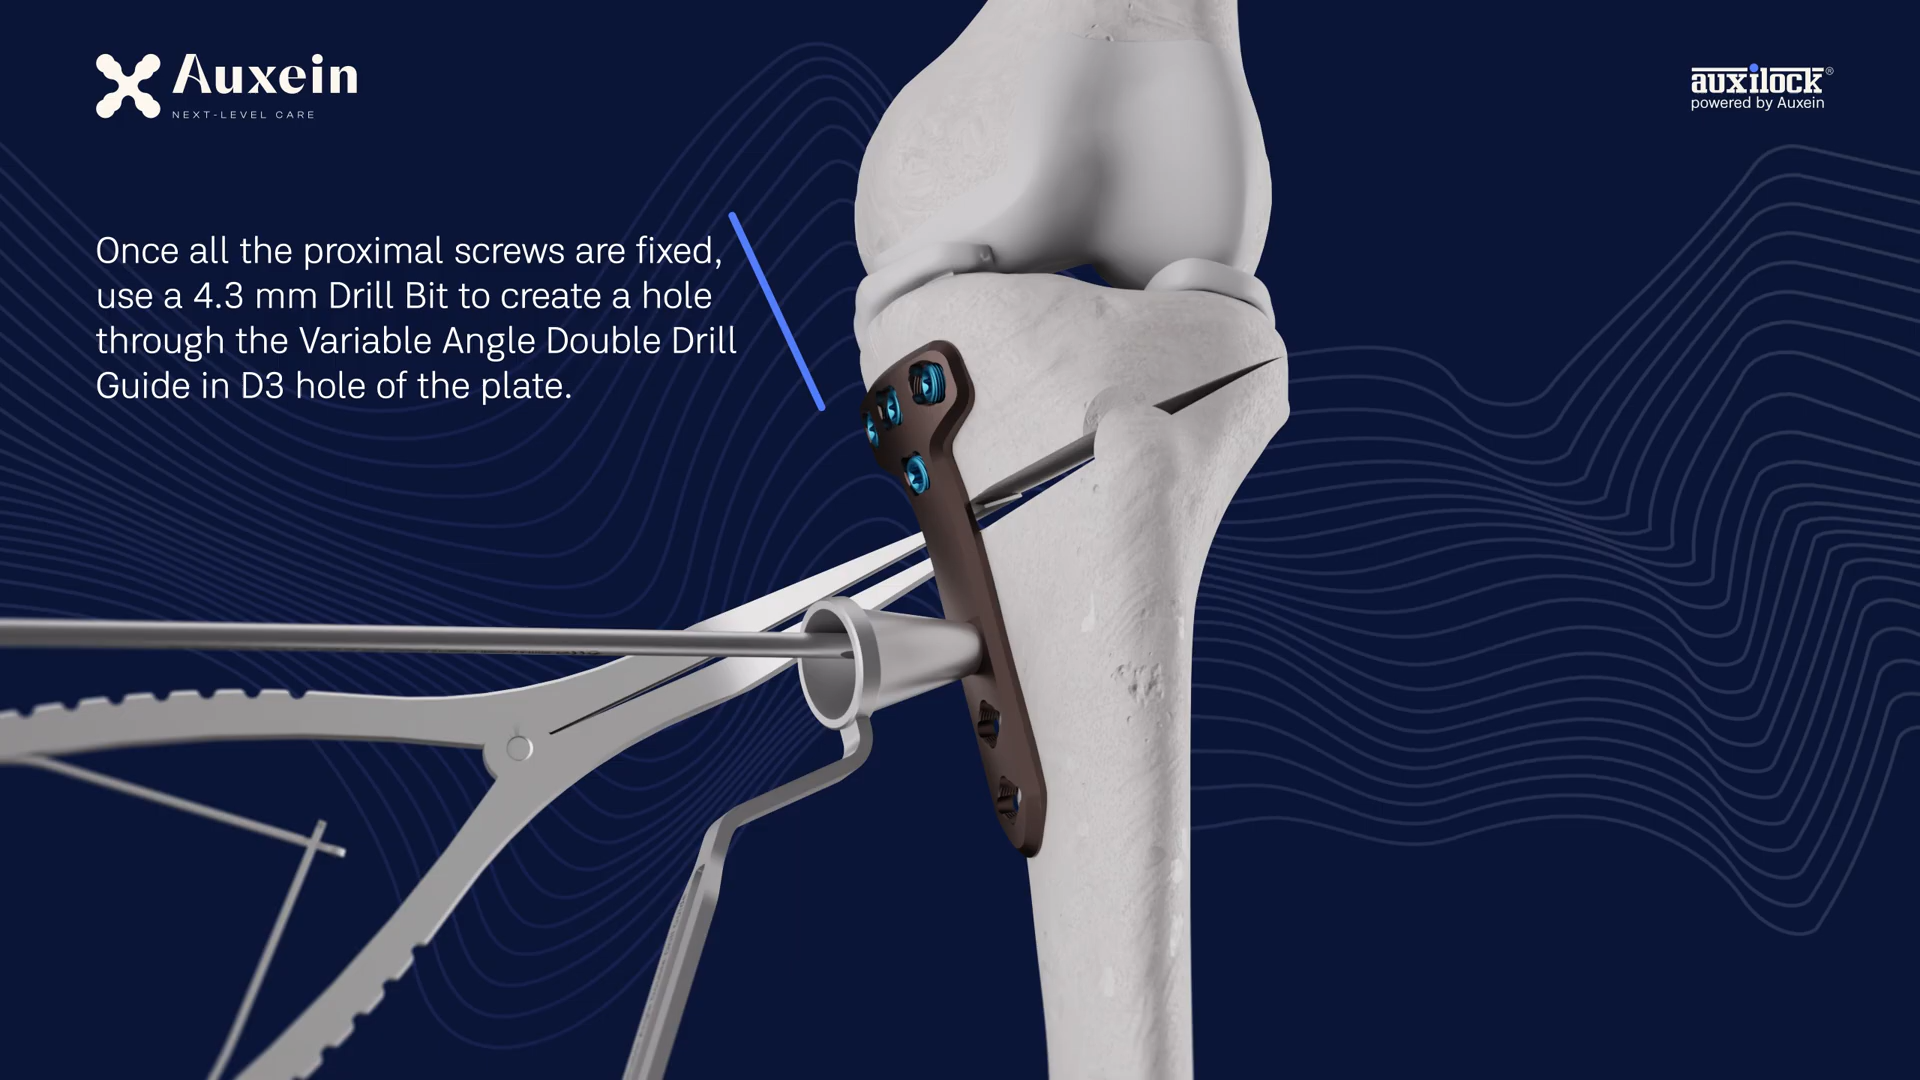 Auxein
NEXT-LEVEL CARE
auxilock®
powered by Auxein
Once all the proximal screws are fixed,
use a 4.3 mm Drill Bit to create a hole
through the Variable Angle Double Drill
Guide in D3 hole of the plate.